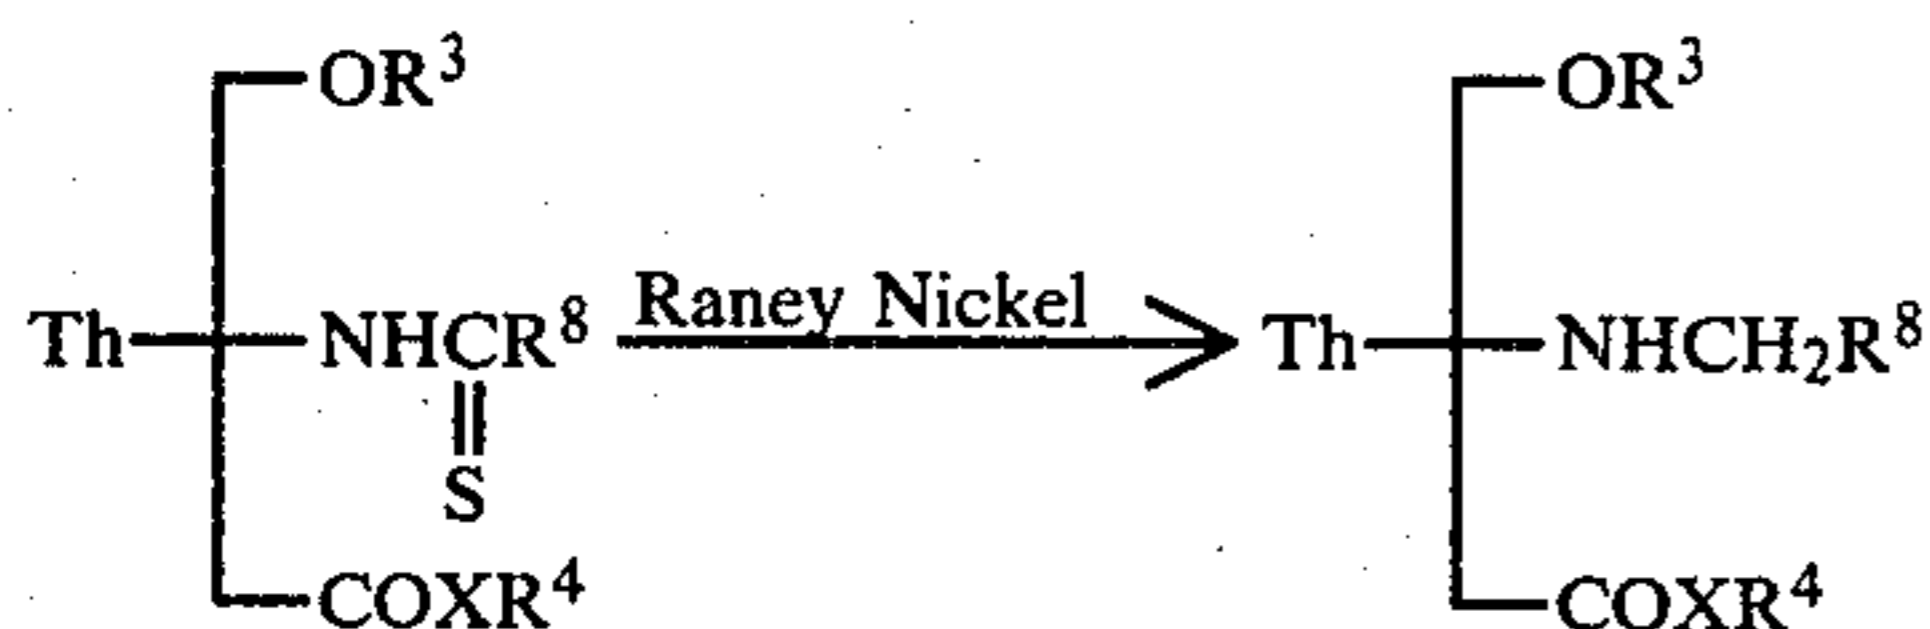 OR³ OR³
Th NHCR⁸ Raney Nickel Th NHCH₂R⁸
S
COXR⁴ COXR⁴